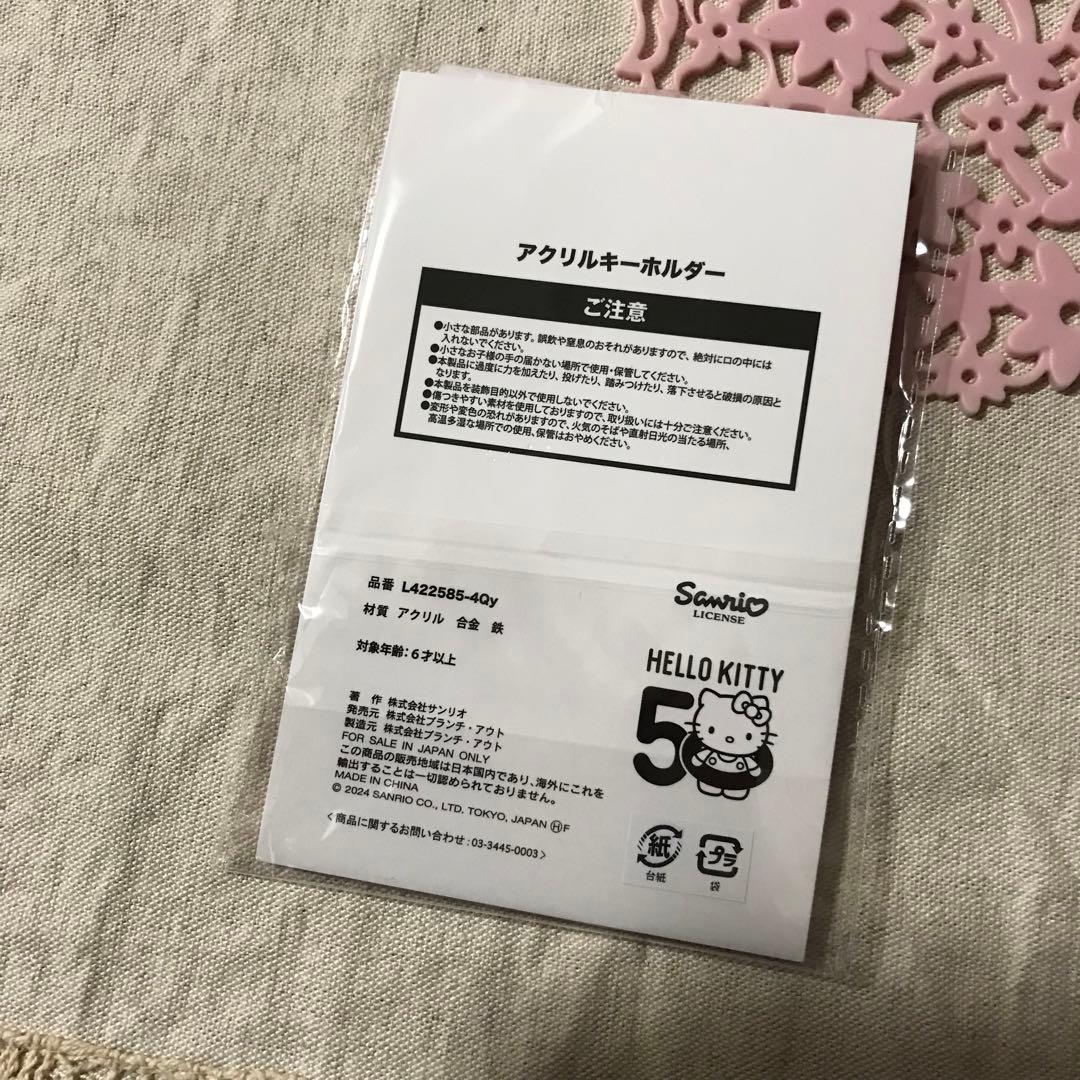 アクリルキーホルダー
ご注意
●小さな部品があります。誤飲や窒息のおそれがありますので、絶対に口の中には
入れないでください。
●小さなお子様の手の届かない場所で使用・保管してください。
●本製品に過度に力を加えたり、投げたり、踏みつけたり、落下させると破損の原因と
なります。
●本製品を装飾目的以外で使用しないでください。
●傷つきやすい素材を使用しておりますので、取り扱いには十分ご注意ください。
●変形や変色の恐れがありますので、火気のそばや直射日光の当たる場所、
高温多湿な場所での使用、保管はおやめください。
品番 L422585-4Qy
材質 アクリル 合金 鉄
対象年齢:6才以上
著 作 株式会社サンリオ
発売元 株式会社ブランチ・アウト
製造元 株式会社ブランチ・アウト
FOR SALE IN JAPAN ONLY
この商品の販売地域は日本国内であり、海外にこれを
輸出することは一切認められておりません。
MADE IN CHINA
© 2024 SANRIO CO., LTD. TOKYO, JAPAN Ⓗ F
<商品に関するお問い合わせ:03-3445-0003>
Sanrio
LICENSE
HELLO KITTY
50
紙
台紙
プラ
袋